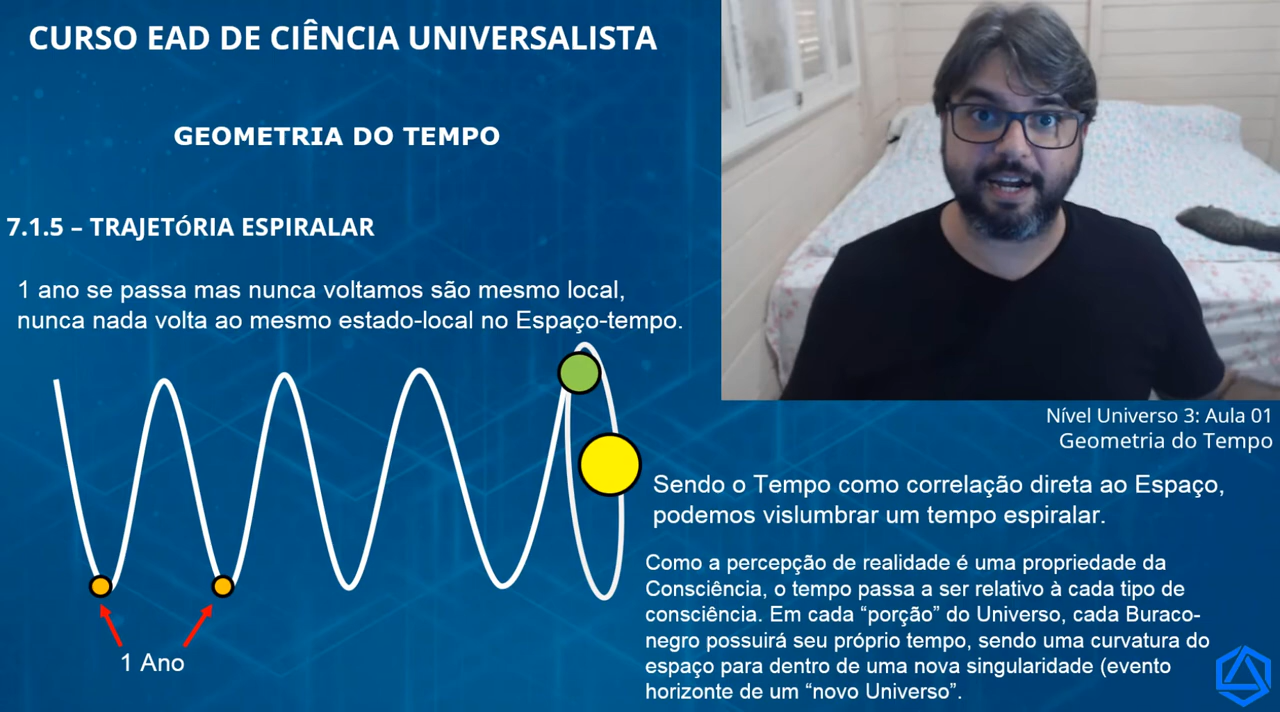 CURSO EAD DE CIÊNCIA UNIVERSALISTA
GEOMETRIA DO TEMPO
7.1.5 – TRAJETÓRIA ESPIRALAR
1 ano se passa mas nunca voltamos são mesmo local,
nunca nada volta ao mesmo estado-local no Espaço-tempo.
1 Ano
Nível Universo 3: Aula 01
Geometria do Tempo
Sendo o Tempo como correlação direta ao Espaço,
podemos vislumbrar um tempo espiralar.
Como a percepção de realidade é uma propriedade da
Consciência, o tempo passa a ser relativo à cada tipo de
consciência. Em cada “porção” do Universo, cada Buraco-
negro possuirá seu próprio tempo, sendo uma curvatura do
espaço para dentro de uma nova singularidade (evento
horizonte de um “novo Universo”.